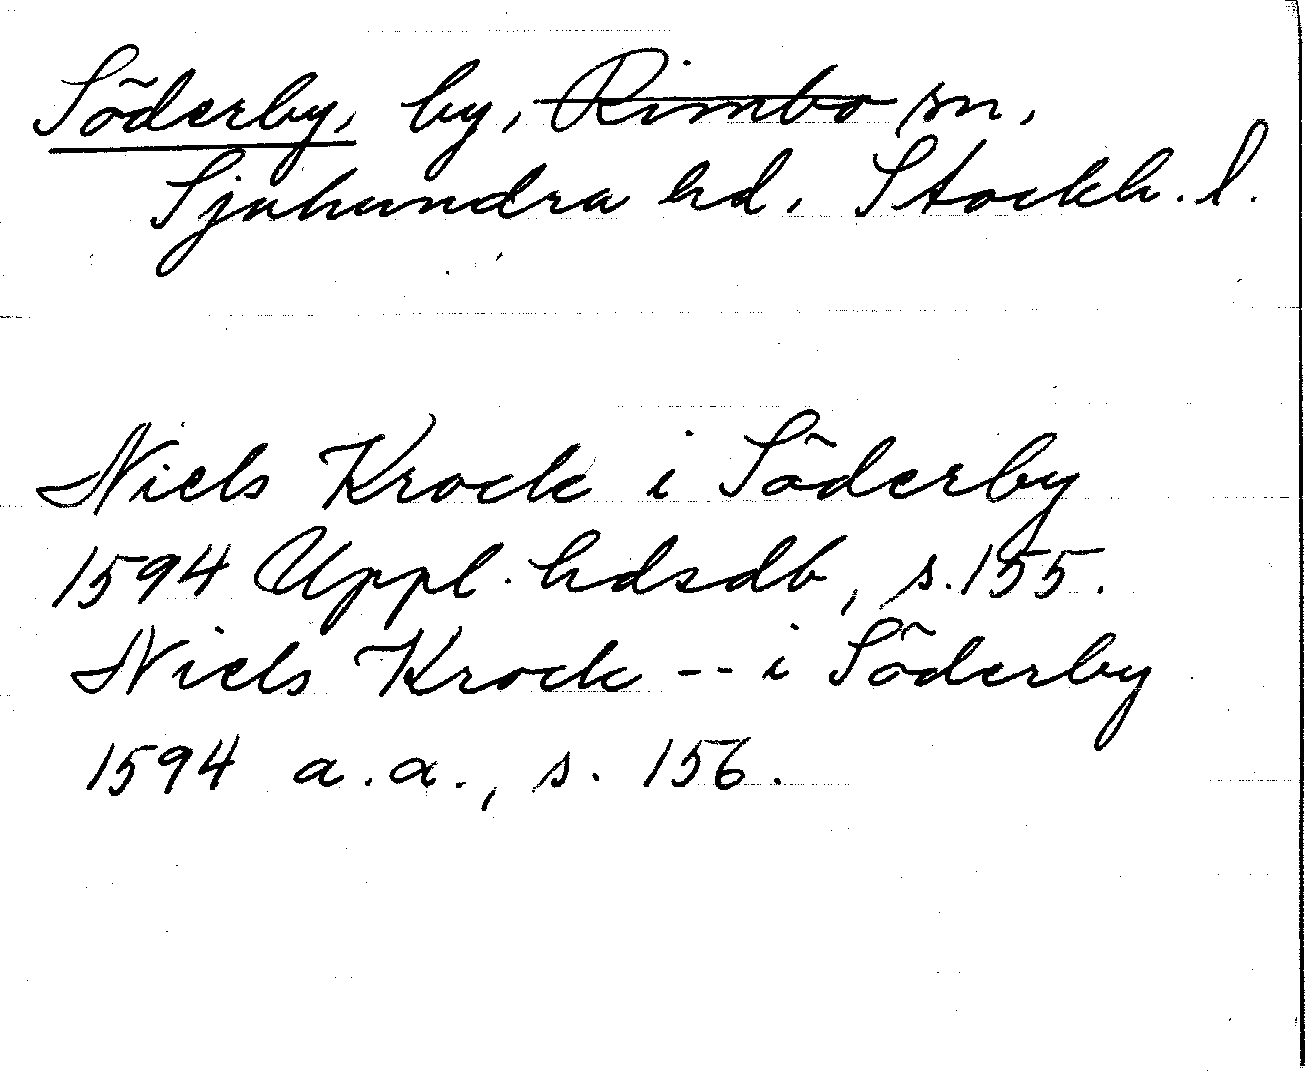 Söderby, by, Rimbo sn,
Sjuhundra hd, Stockh. l.
Niels Krock i Söderby
1594 Uppl. hdsdb, s. 155.
Niels Krock -- i Söderby
1594 a.a., s. 156.